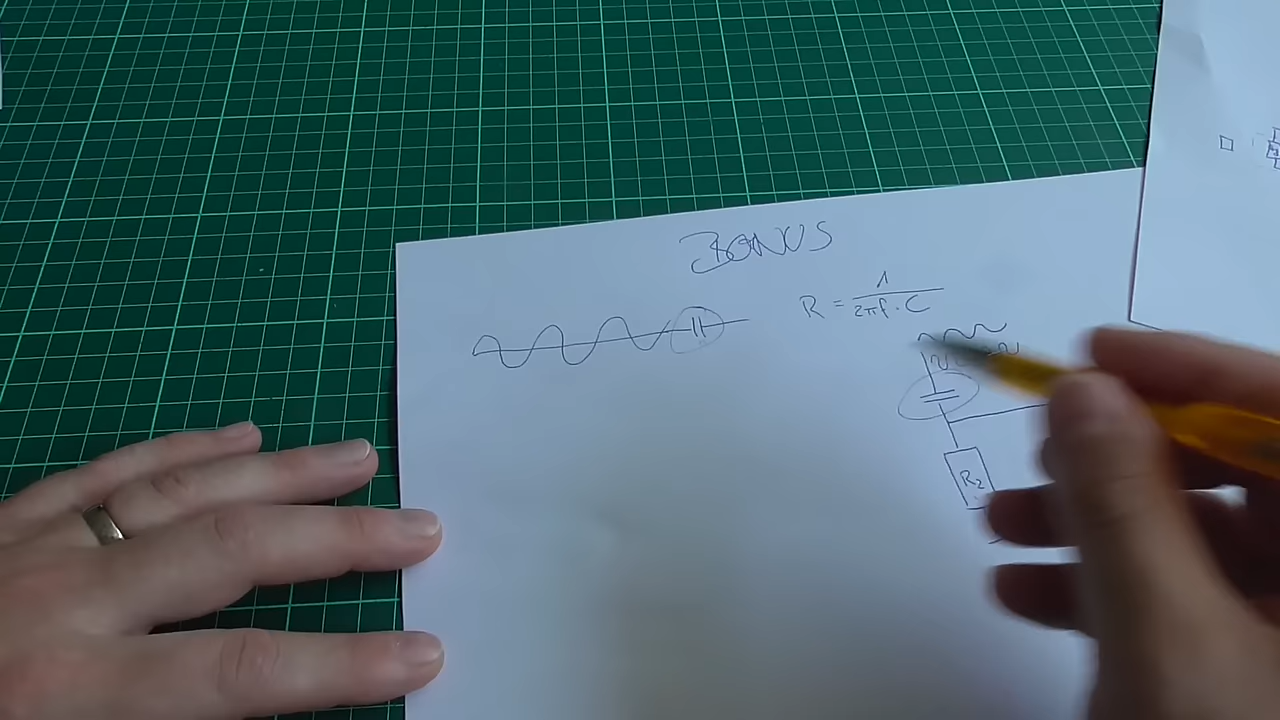 BONUS
R = 1 / 2πf · C
R₂